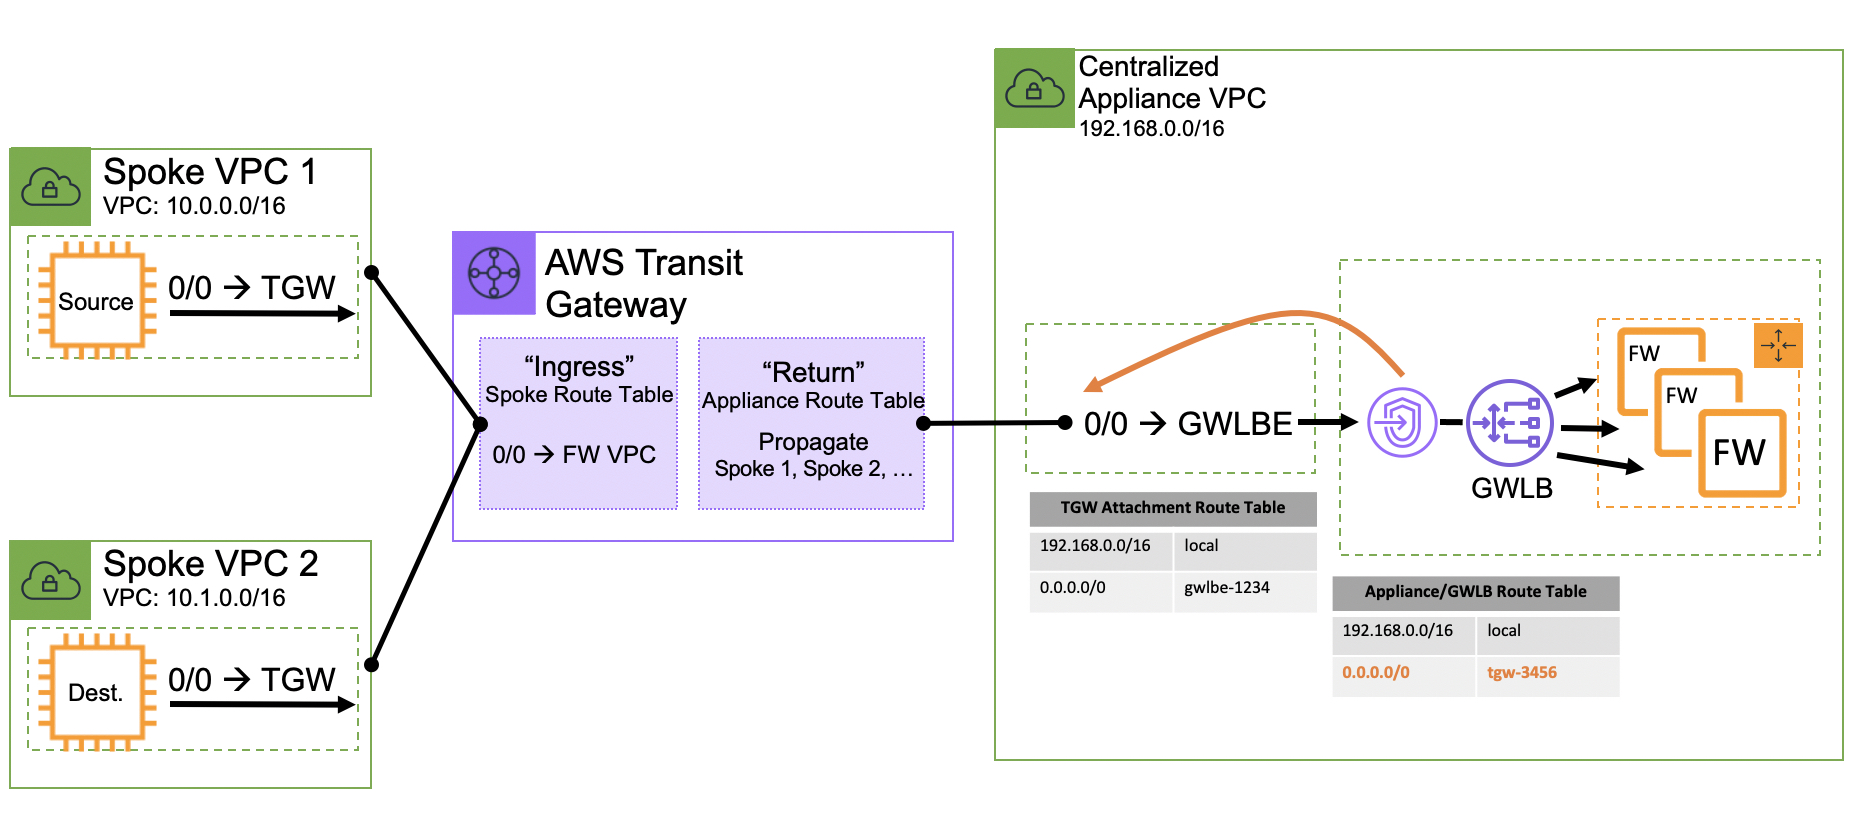 Spoke VPC 1
VPC: 10.0.0.0/16
Source
0/0 → TGW
Spoke VPC 2
VPC: 10.1.0.0/16
Dest.
0/0 → TGW
AWS Transit
Gateway
“Ingress”
Spoke Route Table
0/0 → FW VPC
“Return”
Appliance Route Table
Propagate
Spoke 1, Spoke 2, …
Centralized
Appliance VPC
192.168.0.0/16
0/0 → GWLBE
GWLB
FW
FW
FW
TGW Attachment Route Table
192.168.0.0/16 local
0.0.0.0/0 gwlbe-1234
Appliance/GWLB Route Table
192.168.0.0/16 local
0.0.0.0/0 tgw-3456